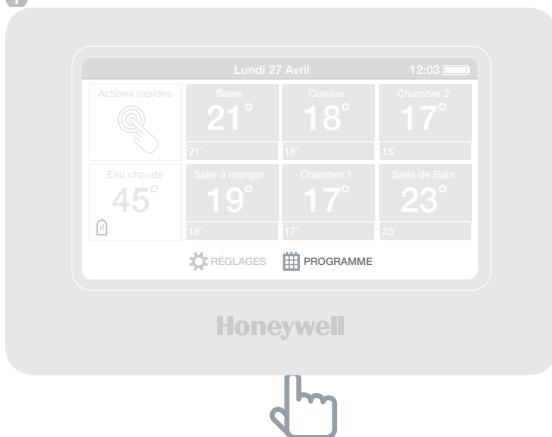 1
Lundi 27 Avril 12:03
Actions rapides Salon Cuisine Chambre 2
21° 18° 17°
21° 18° 15°
Eau chaude Salle à manger Chambre 1 Salle de Bain
45° 19° 17° 23°
18° 17° 23°
RÉGLAGES PROGRAMME
Honeywell